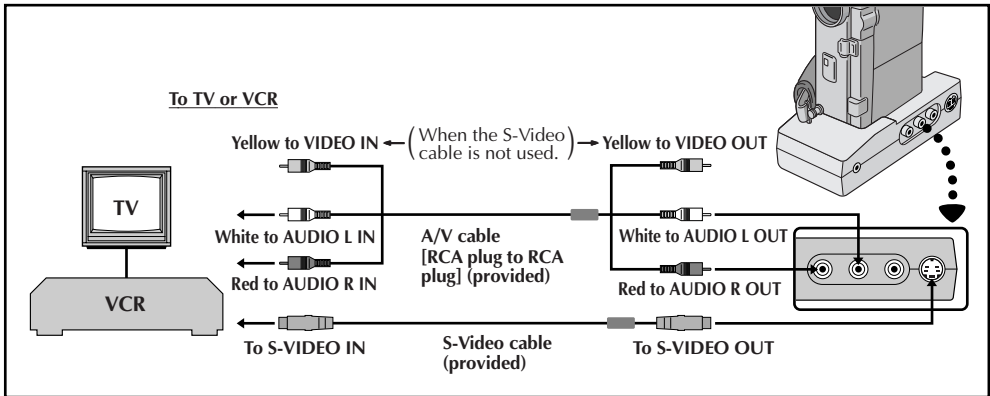 To TV or VCR
Yellow to VIDEO IN
(When the S-Video
cable is not used.)
Yellow to VIDEO OUT
TV
White to AUDIO L IN
A/V cable
[RCA plug to RCA
plug] (provided)
White to AUDIO L OUT
Red to AUDIO R IN
Red to AUDIO R OUT
VCR
To S-VIDEO IN
S-Video cable
(provided)
To S-VIDEO OUT